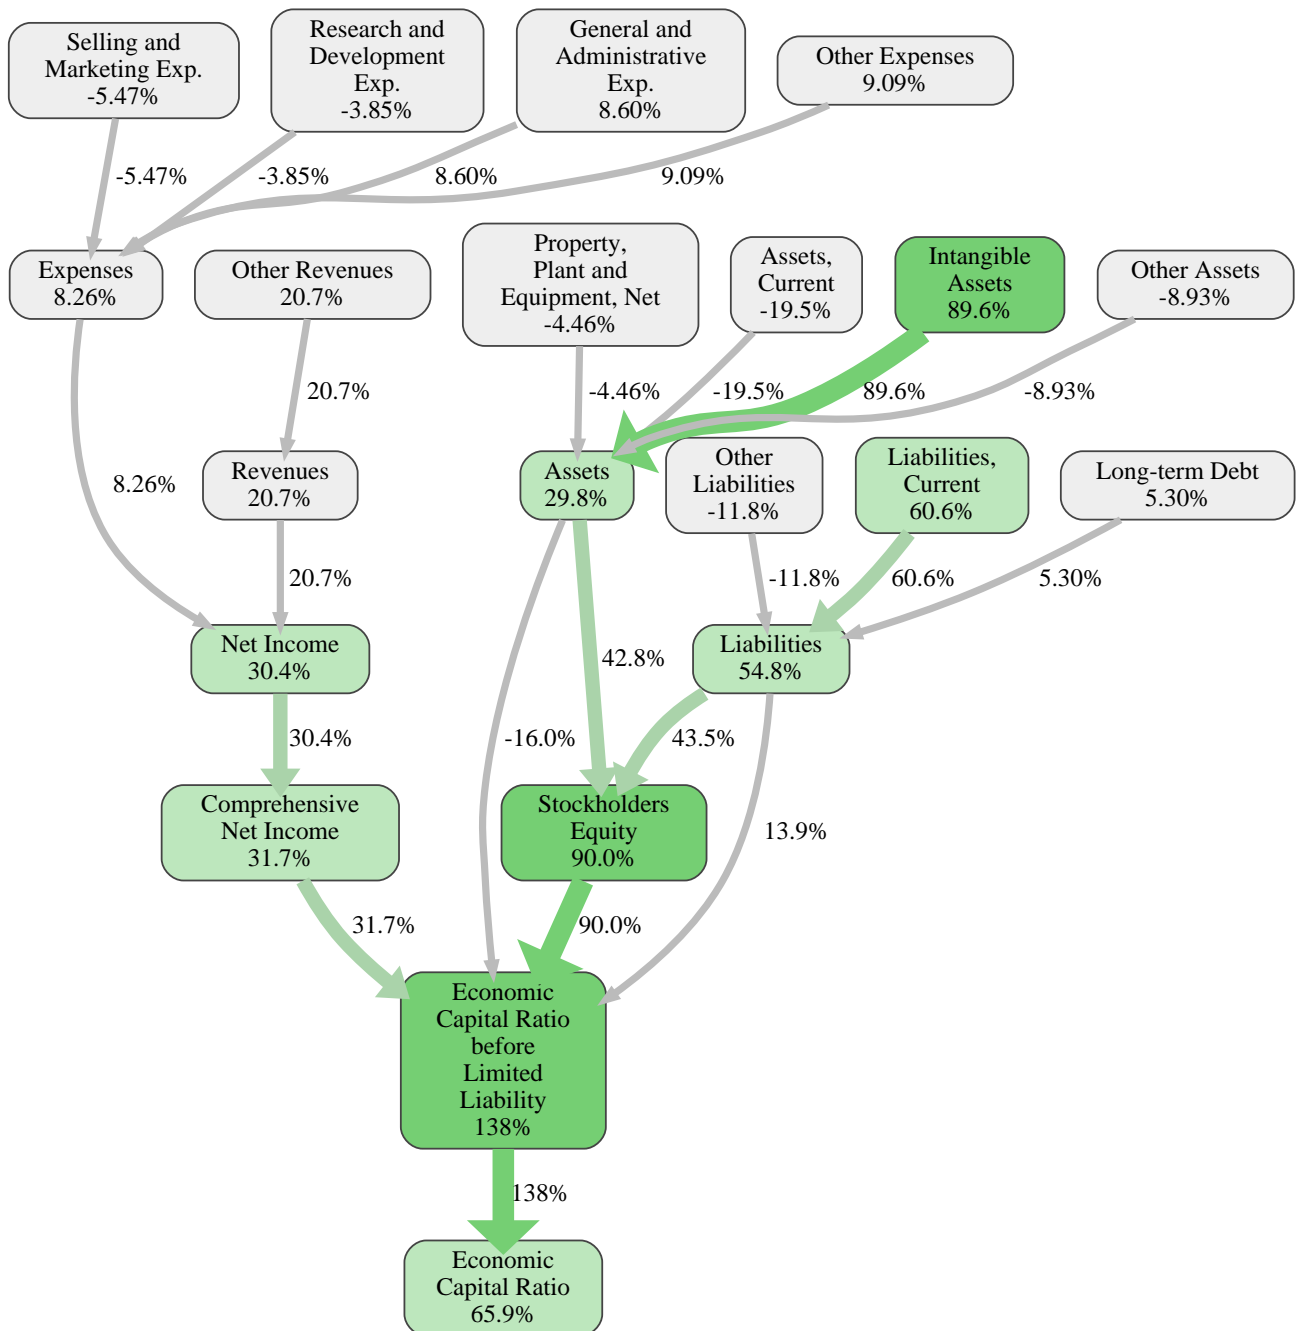 Selling and
Marketing Exp.
-5.47%
Research and
Development
Exp.
-3.85%
General and
Administrative
Exp.
8.60%
Other Expenses
9.09%
-5.47%
-3.85%
8.60%
9.09%
Expenses
8.26%
Other Revenues
20.7%
Property,
Plant and
Equipment, Net
-4.46%
Assets,
Current
-19.5%
Intangible
Assets
89.6%
Other Assets
-8.93%
20.7%
-4.46%
-19.5%
89.6%
-8.93%
8.26%
Revenues
20.7%
Assets
29.8%
Other
Liabilities
-11.8%
Liabilities,
Current
60.6%
Long-term Debt
5.30%
20.7%
-11.8%
60.6%
5.30%
Net Income
30.4%
42.8%
Liabilities
54.8%
30.4%
-16.0%
43.5%
Comprehensive
Net Income
31.7%
Stockholders
Equity
90.0%
13.9%
31.7%
90.0%
Economic
Capital Ratio
before
Limited
Liability
138%
138%
Economic
Capital Ratio
65.9%